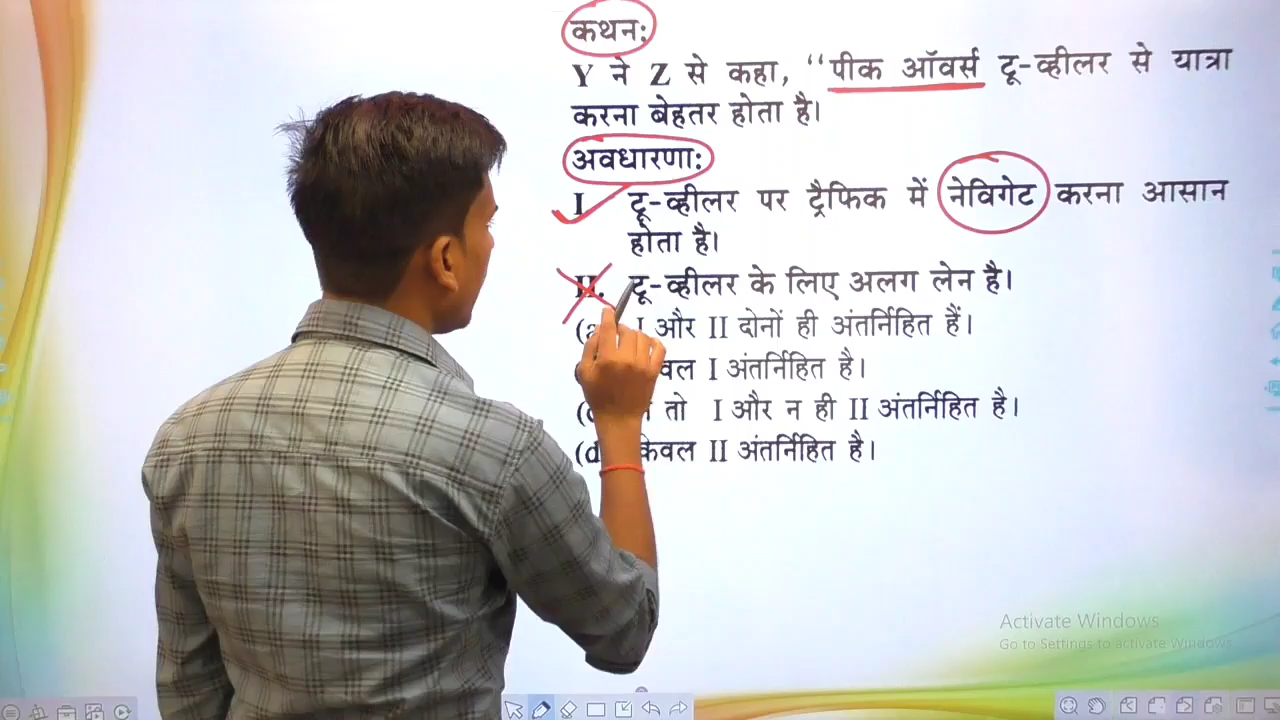 कथन:
Y ने Z से कहा, “पीक ऑवर्स टू-व्हीलर से यात्रा
करना बेहतर होता है।
अवधारणा:
I टू-व्हीलर पर ट्रैफिक में नेविगेट करना आसान
होता है।
II. टू-व्हीलर के लिए अलग लेन है।
(a I और II दोनों ही अंतर्निहित हैं।
I अंतर्निहित है।
तो I और न ही II अंतर्निहित है।
(d केवल II अंतर्निहित है।
Activate Windows
Go to Settings to activate Windows.